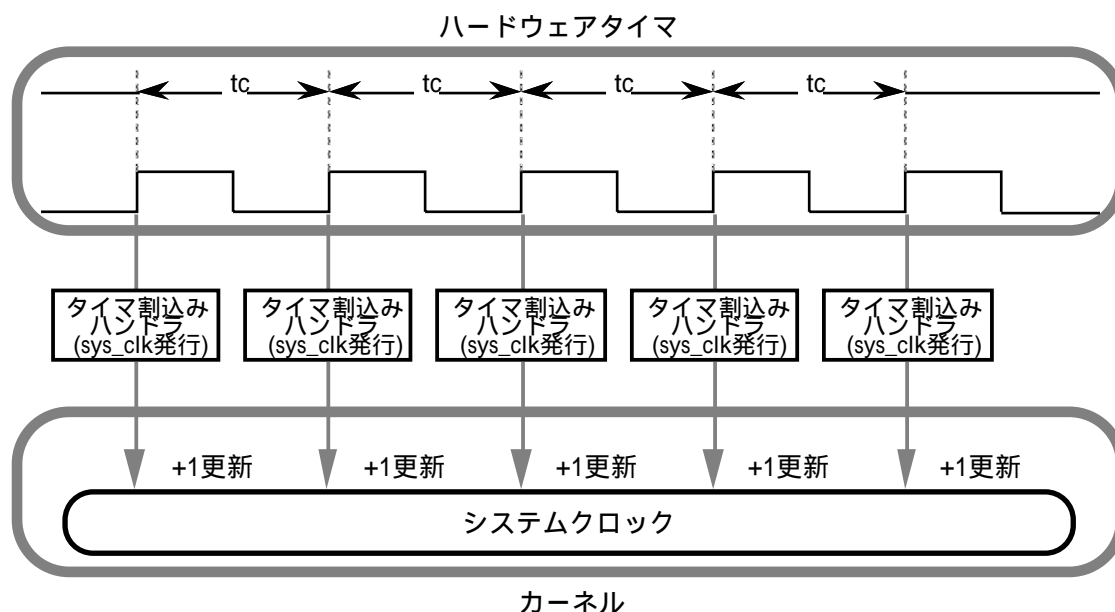 ハードウェアタイマ
tc
tc
tc
tc
タイマ割込み
ハンドラ
(sys_clk発行)
タイマ割込み
ハンドラ
(sys_clk発行)
タイマ割込み
ハンドラ
(sys_clk発行)
タイマ割込み
ハンドラ
(sys_clk発行)
タイマ割込み
ハンドラ
(sys_clk発行)
+1更新
+1更新
+1更新
+1更新
+1更新
システムクロック
カーネル